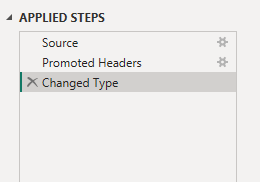 APPLIED STEPS
Source
Promoted Headers
Changed Type